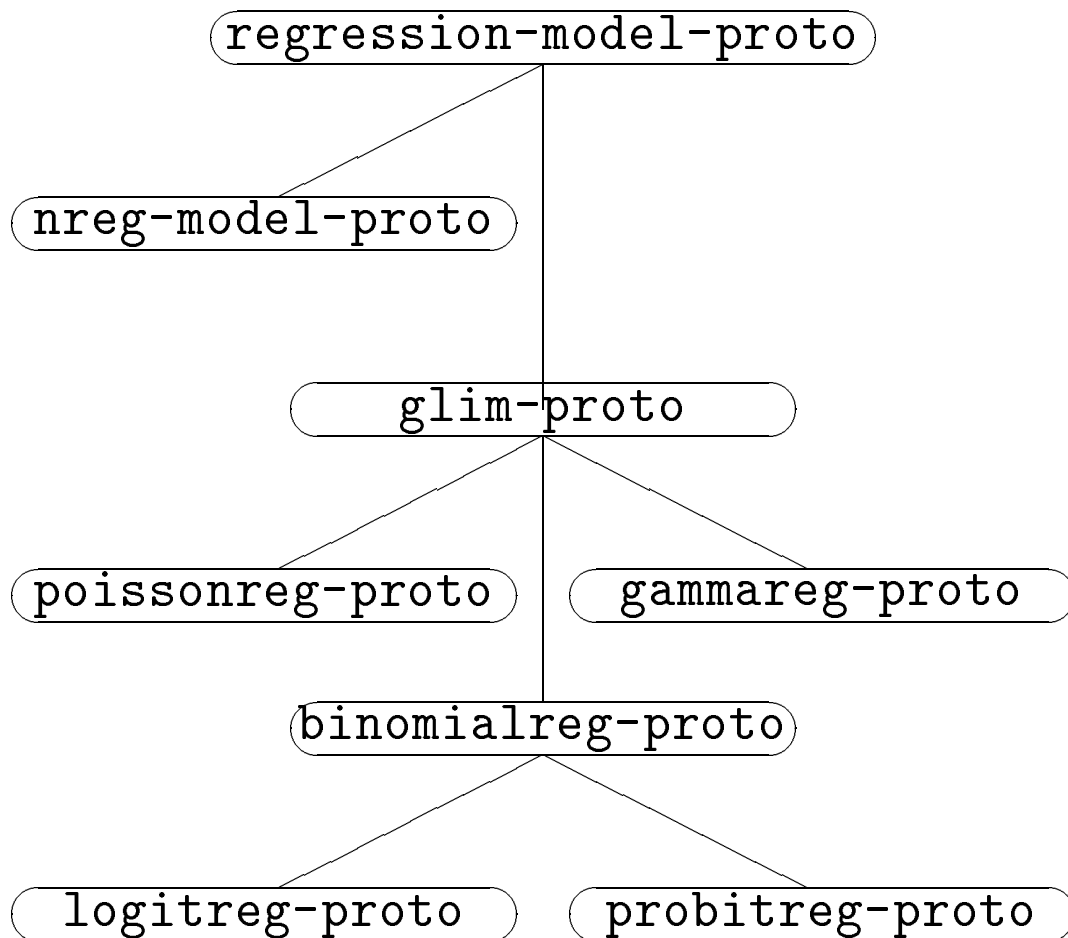 regression-model-proto
nreg-model-proto
glim-proto
poissonreg-proto
gammareg-proto
binomialreg-proto
logitreg-proto
probitreg-proto